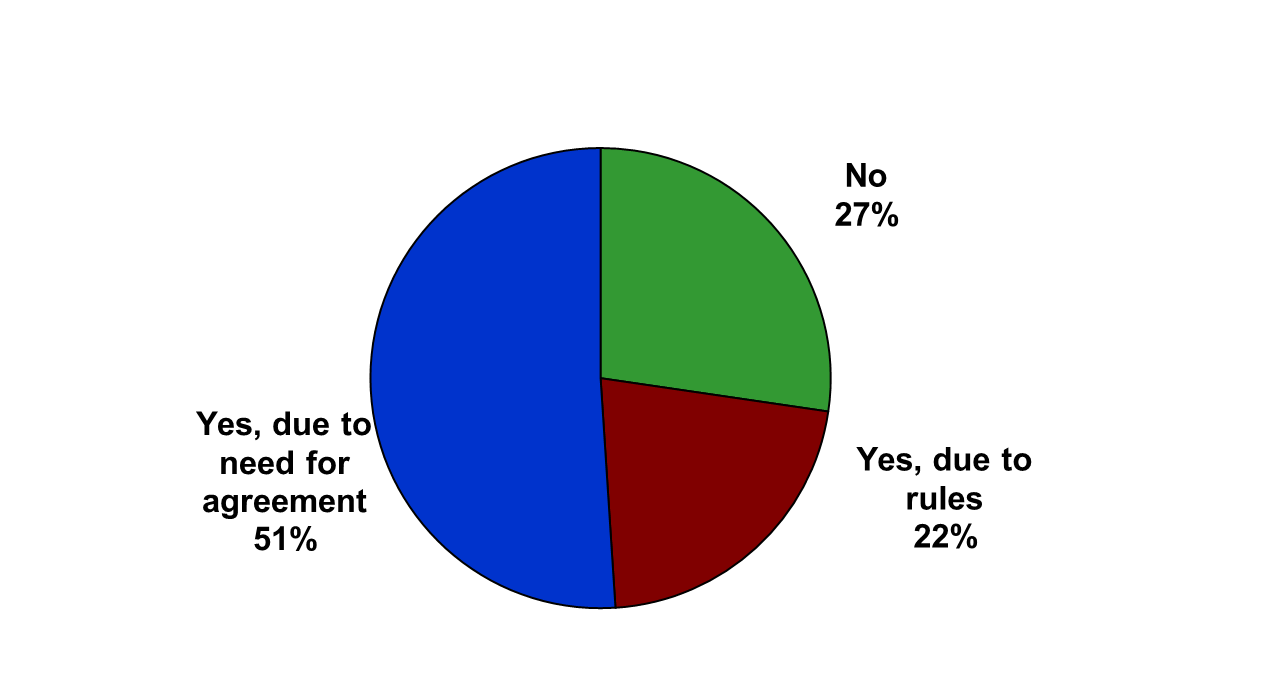 No
27%
Yes, due to
need for
agreement
51%
Yes, due to
rules
22%